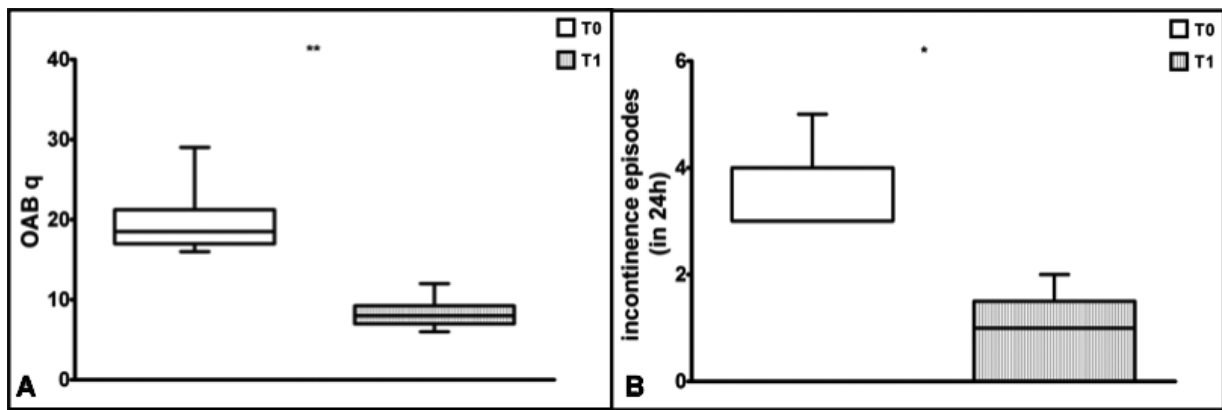 T0
T1
**
40
30
20
10
0
OAB q
A
T0
T1
*
6
4
2
0
incontinence episodes
(in 24h)
B